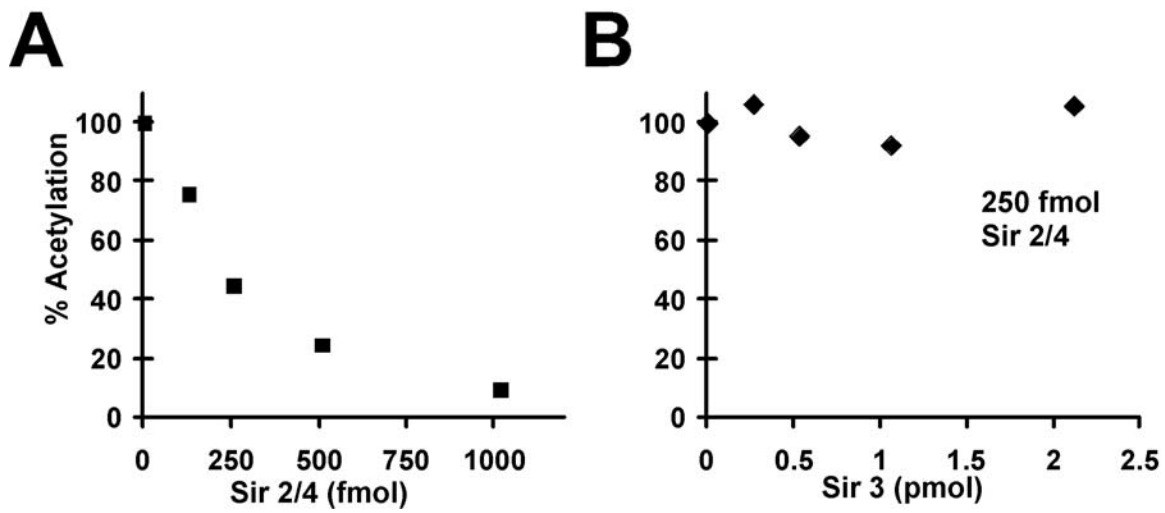 A
B
% Acetylation
100
80
60
40
20
0
0 250 500 750 1000
Sir 2/4 (fmol)
100
80
60
40
20
0
250 fmol
Sir 2/4
0 0.5 1 1.5 2 2.5
Sir 3 (pmol)